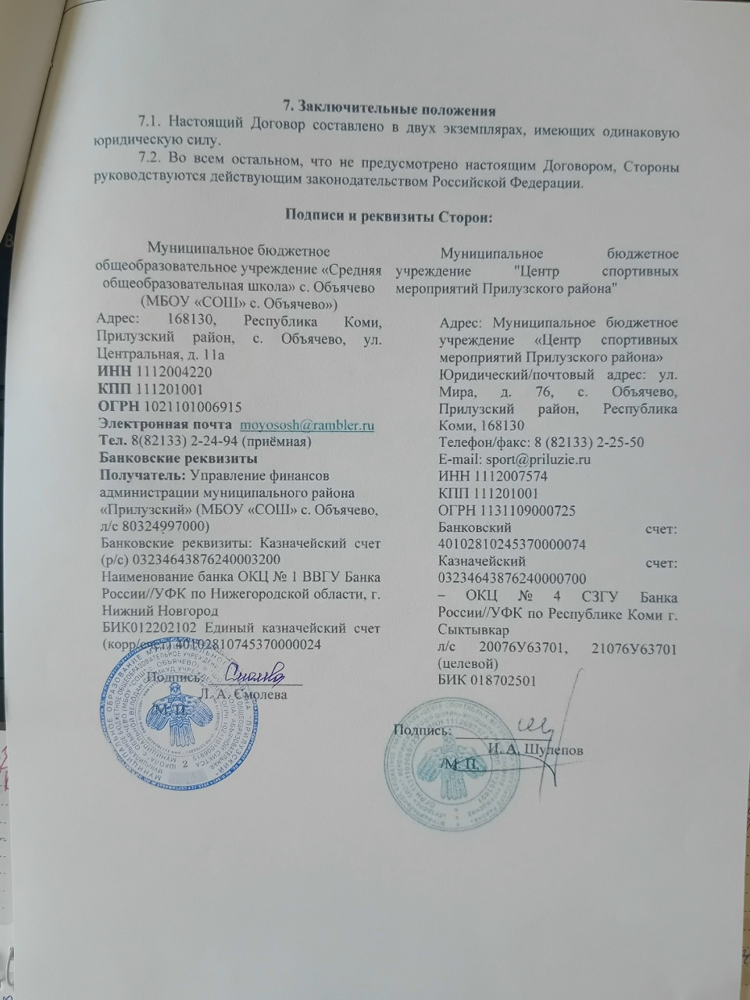 7. Заключительные положения
7.1. Настоящий Договор составлено в двух экземплярах, имеющих одинаковую
юридическую силу.
7.2. Во всем остальном, что не предусмотрено настоящим Договором, Стороны
руководствуются действующим законодательством Российской Федерации.
Подписи и реквизиты Сторон:
Муниципальное бюджетное
общеобразовательное учреждение «Средняя
общеобразовательная школа» с. Объячево
(МБОУ «СОШ» с. Объячево»)
Адрес: 168130, Республика Коми,
Прилузский район, с. Объячево, ул.
Центральная, д. 11а
ИНН 1112004220
КПП 111201001
ОГРН 1021101006915
Электронная почта moyososh@rambler.ru
Тел. 8(82133) 2-24-94 (приёмная)
Банковские реквизиты
Получатель: Управление финансов
администрации муниципального района
«Прилузский» (МБОУ «СОШ» с. Объячево,
л/с 80324997000)
Банковские реквизиты: Казначейский счет
(р/с) 03234643876240003200
Наименование банка ОКЦ № 1 ВВГУ Банка
России//УФК по Нижегородской области, г.
Нижний Новгород
БИК012202102 Единый казначейский счет
(корр/счет) 40102810745370000024
Подпись:
Л. А. Смолева
М. П.
Муниципальное бюджетное
учреждение "Центр спортивных
мероприятий Прилузского района"
Адрес: Муниципальное бюджетное
учреждение «Центр спортивных
мероприятий Прилузского района»
Юридический/почтовый адрес: ул.
Мира, д. 76, с. Объячево,
Прилузский район, Республика
Коми, 168130
Телефон/факс: 8 (82133) 2-25-50
E-mail: sport@priluzie.ru
ИНН 1112007574
КПП 111201001
ОГРН 1131109000725
Банковский счет:
40102810245370000074
Казначейский счет:
03234643876240000700
– ОКЦ № 4 СЗГУ Банка
России//УФК по Республике Коми г.
Сыктывкар
л/с 20076У63701, 21076У63701
(целевой)
БИК 018702501
Подпись:
И. А. Шулепов
М. П.